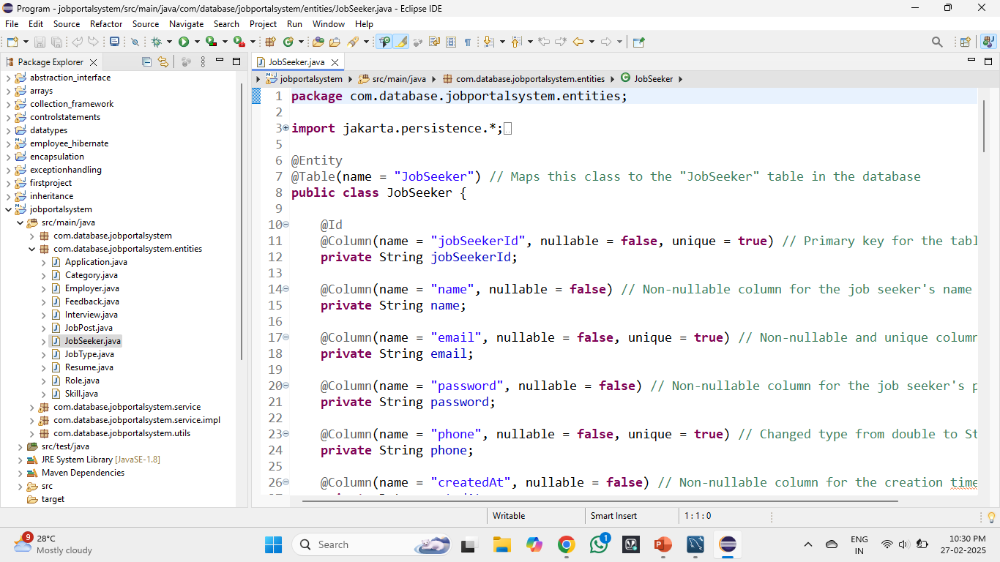 Program - jobportalsystem/src/main/java/com/database/jobportalsystem/entities/JobSeeker.java - Eclipse IDE
File Edit Source Refactor Source Navigate Search Project Run Window Help
Package Explorer
JobSeeker.java
jobportalsystem src/main/java com.database.jobportalsystem.entities JobSeeker
abstraction_interface
arrays
collection_framework
controlstatements
datatypes
employee_hibernate
encapsulation
exceptionhandling
firstproject
inheritance
jobportalsystem
src/main/java
com.database.jobportalsystem
com.database.jobportalsystem.entities
Application.java
Category.java
Employer.java
Feedback.java
Interview.java
JobPost.java
JobSeeker.java
JobType.java
Resume.java
Role.java
Skill.java
com.database.jobportalsystem.service
com.database.jobportalsystem.service.impl
com.database.jobportalsystem.utils
src/test/java
JRE System Library [JavaSE-1.8]
Maven Dependencies
src
target
1 package com.database.jobportalsystem.entities;
2
3 import jakarta.persistence.*;
5
6 @Entity
7 @Table(name = "JobSeeker") // Maps this class to the "JobSeeker" table in the database
8 public class JobSeeker {
9
10 @Id
11 @Column(name = "jobSeekerId", nullable = false, unique = true) // Primary key for the tabl
12 private String jobSeekerId;
13
14 @Column(name = "name", nullable = false) // Non-nullable column for the job seeker's name
15 private String name;
16
17 @Column(name = "email", nullable = false, unique = true) // Non-nullable and unique column
18 private String email;
19
20 @Column(name = "password", nullable = false) // Non-nullable column for the job seeker's p
21 private String password;
22
23 @Column(name = "phone", nullable = false, unique = true) // Changed type from double to St
24 private String phone;
25
26 @Column(name = "createdAt", nullable = false) // Non-nullable column for the creation time
Writable Smart Insert 1 : 1 : 0
9
28°C
Mostly cloudy
Search
1
ENG
IN
10:30 PM
27-02-2025